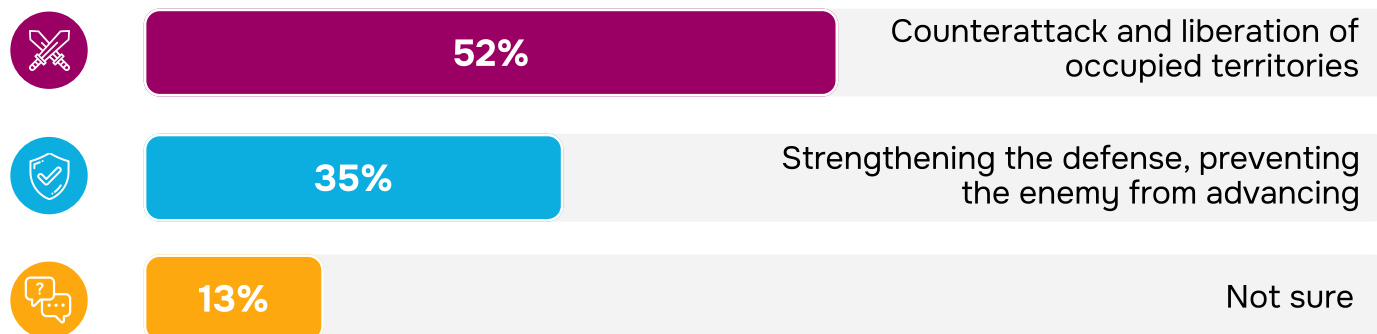 52%
Counterattack and liberation of
occupied territories
35%
Strengthening the defense, preventing
the enemy from advancing
?
13%
Not sure